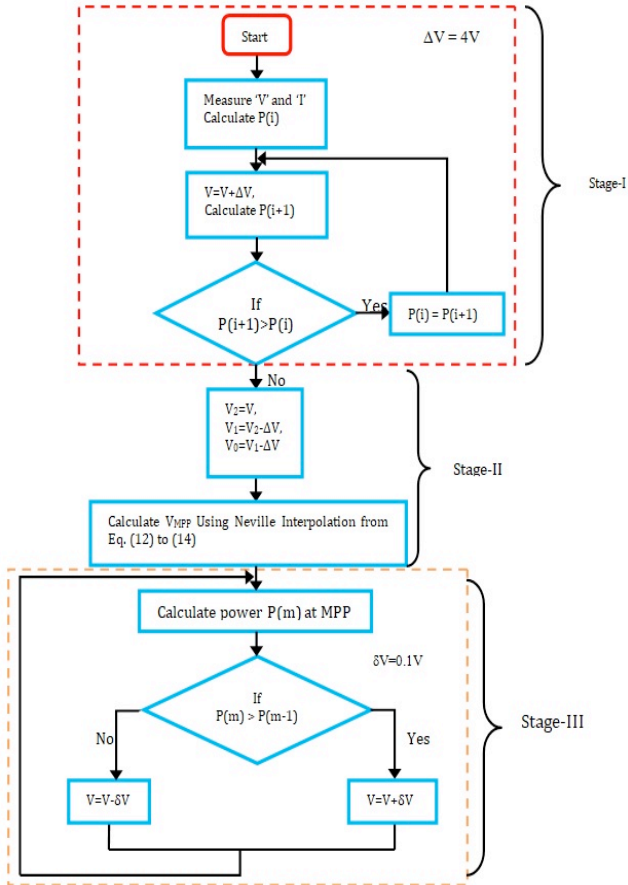 Start
ΔV = 4V
Measure ‘V’ and ‘I’
Calculate P(i)
Stage-I
V=V+ΔV,
Calculate P(i+1)
If
P(i+1)>P(i)
Yes
P(i) = P(i+1)
No
V₂=V,
V₁=V₂-ΔV,
V₀=V₁-ΔV
Stage-II
Calculate V_MPP Using Neville Interpolation from
Eq. (12) to (14)
Calculate power P(m) at MPP
δV=0.1V
If
P(m) > P(m-1)
Stage-III
No
Yes
V=V-δV
V=V+δV